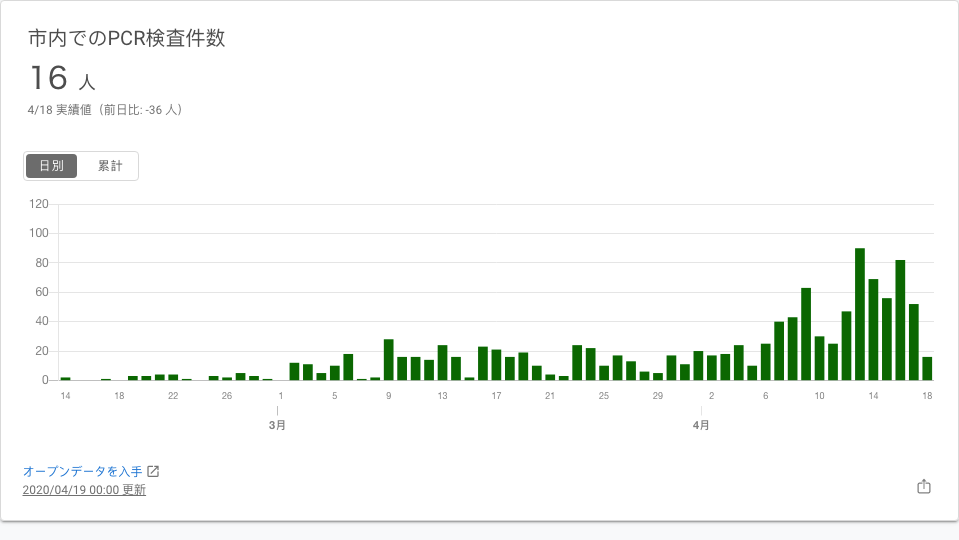 市内でのPCR検査件数
16 人
4/18 実績値（前日比: -36 人）
日別 累計
120
100
80
60
40
20
0
14 18 22 26 1 5 9 13 17 21 25 29 2 6 10 14 18
3月 4月
オープンデータを入手
2020/04/19 00:00 更新